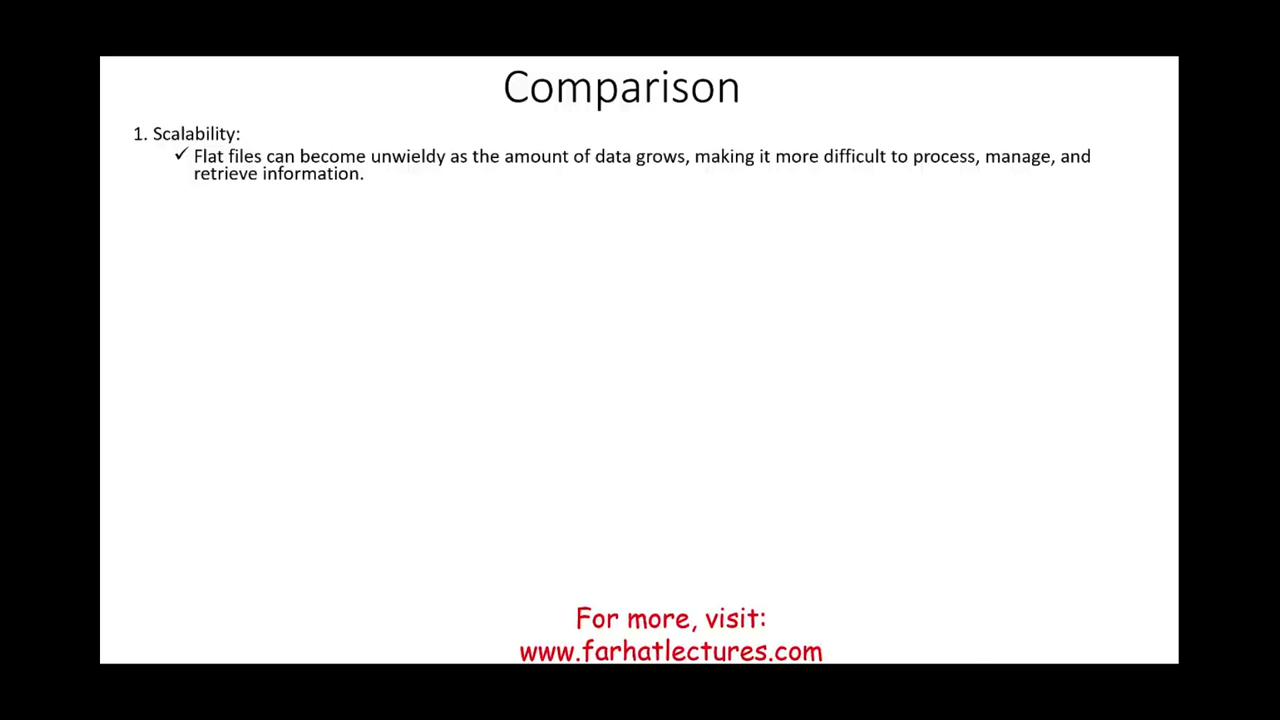 Comparison
1. Scalability:
✓ Flat files can become unwieldy as the amount of data grows, making it more difficult to process, manage, and
retrieve information.
For more, visit:
www.farhatlectures.com